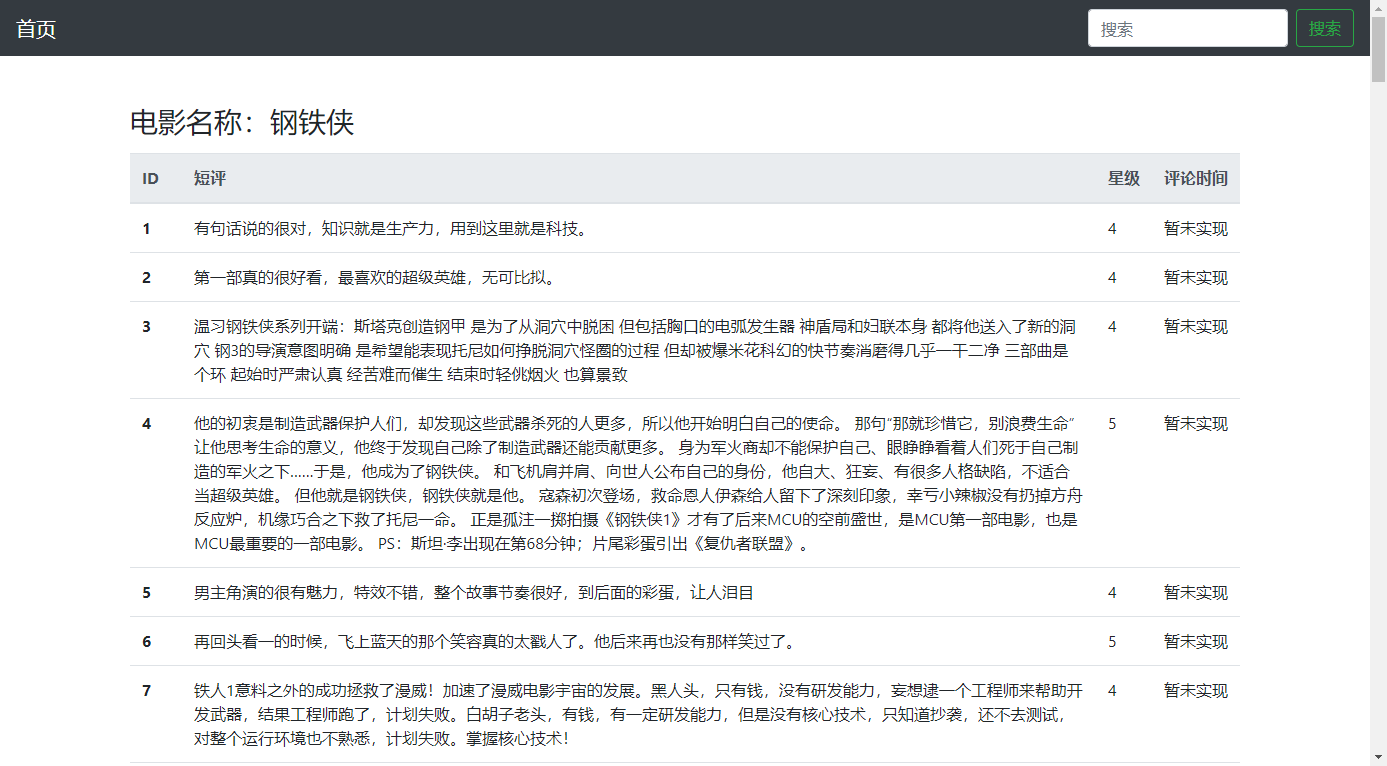 首页
搜索
搜索
电影名称：钢铁侠
ID 短评 星级 评论时间
1 有句话说的很对，知识就是生产力，用到这里就是科技。 4 暂未实现
2 第一部真的很好看，最喜欢的超级英雄，无可比拟。 4 暂未实现
3 温习钢铁侠系列开端：斯塔克创造钢甲 是为了从洞穴中脱困 但包括胸口的电弧发生器 神盾局和妇联本身 都将他送入了新的洞 4 暂未实现
穴 钢3的导演意图明确 是希望能表现托尼如何挣脱洞穴怪圈的过程 但却被爆米花科幻的快节奏消磨得几乎一干二净 三部曲是
个环 起始时严肃认真 经苦难而催生 结束时轻佻烟火 也算景致
4 他的初衷是制造武器保护人们，却发现这些武器杀死的人更多，所以他开始明白自己的使命。 那句“那就珍惜它，别浪费生命” 5 暂未实现
让他思考生命的意义，他终于发现自己除了制造武器还能贡献更多。 身为军火商却不能保护自己、眼睁睁看着人们死于自己制
造的军火之下……于是，他成为了钢铁侠。 和飞机肩并肩、向世人公布自己的身份，他自大、狂妄、有很多人格缺陷，不适合
当超级英雄。 但他就是钢铁侠，钢铁侠就是他。 寇森初次登场，救命恩人伊森给人留下了深刻印象，幸亏小辣椒没有扔掉方舟
反应炉，机缘巧合之下救了托尼一命。 正是孤注一掷拍摄《钢铁侠1》才有了后来MCU的空前盛世，是MCU第一部电影，也是
MCU最重要的一部电影。 PS：斯坦·李出现在第68分钟；片尾彩蛋引出《复仇者联盟》。
5 男主角演的很有魅力，特效不错，整个故事节奏很好，到后面的彩蛋，让人泪目 4 暂未实现
6 再回头看一的时候，飞上蓝天的那个笑容真的太戳人了。他后来再也没有那样笑过了。 5 暂未实现
7 铁人1意料之外的成功拯救了漫威！加速了漫威电影宇宙的发展。黑人头，只有钱，没有研发能力，妄想逮一个工程师来帮助开 4 暂未实现
发武器，结果工程师跑了，计划失败。白胡子老头，有钱，有一定研发能力，但是没有核心技术，只知道抄袭，还不去测试，
对整个运行环境也不熟悉，计划失败。掌握核心技术！